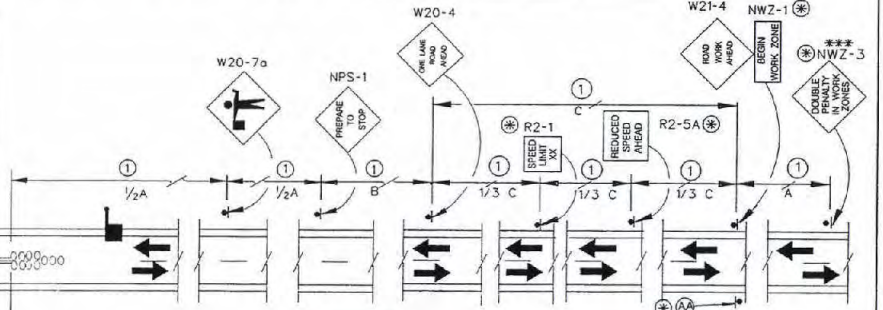 W20-7a
NPS-1
PREPARE
TO
STOP
W20-4
ONE LANE
ROAD
AHEAD
W21-4
ROAD
WORK
AHEAD
NWZ-1 *
BEGIN
WORK ZONE
***
* NWZ-3
DOUBLE
PENALTY
IN WORK
ZONES
1
C
* R2-1
SPEED
LIMIT
XX
REDUCED
SPEED
AHEAD
R2-5A *
1
½A
1
½A
1
B
1
1/3 C
1
1/3 C
1
1/3 C
1
A
* AA